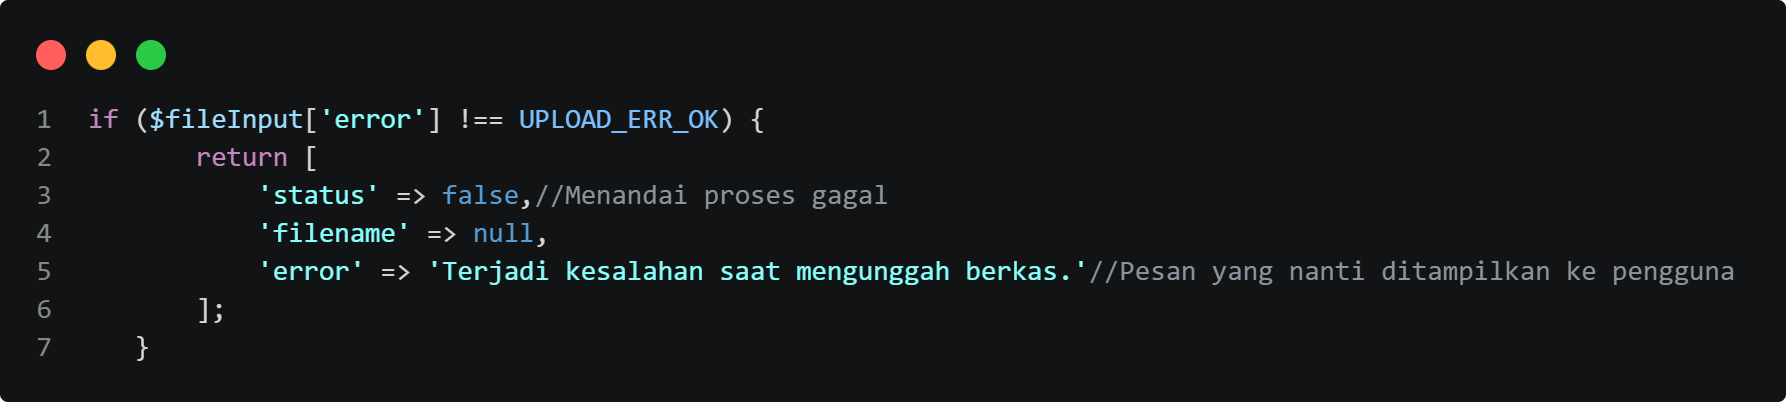 1 if ($fileInput['error'] !== UPLOAD_ERR_OK) {
2 return [
3 'status' => false,//Menandai proses gagal
4 'filename' => null,
5 'error' => 'Terjadi kesalahan saat mengunggah berkas.'//Pesan yang nanti ditampilkan ke pengguna
6 ];
7 }